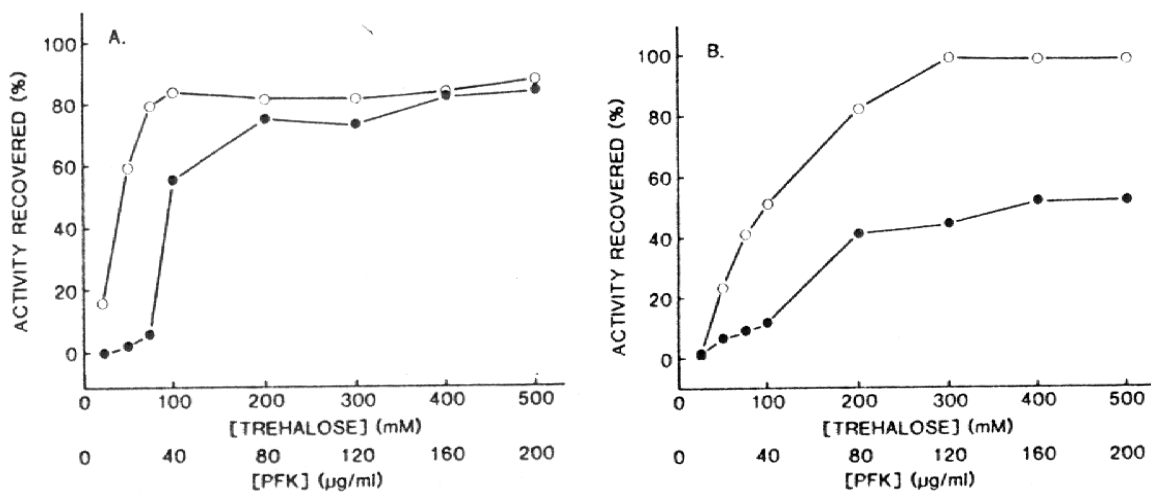 A.
ACTIVITY RECOVERED (%)
100
80
60
40
20
0
0 100 200 300 400 500
[TREHALOSE] (mM)
0 40 80 120 160 200
[PFK] (µg/ml)
B.
ACTIVITY RECOVERED (%)
100
80
60
40
20
0
0 100 200 300 400 500
[TREHALOSE] (mM)
0 40 80 120 160 200
[PFK] (µg/ml)